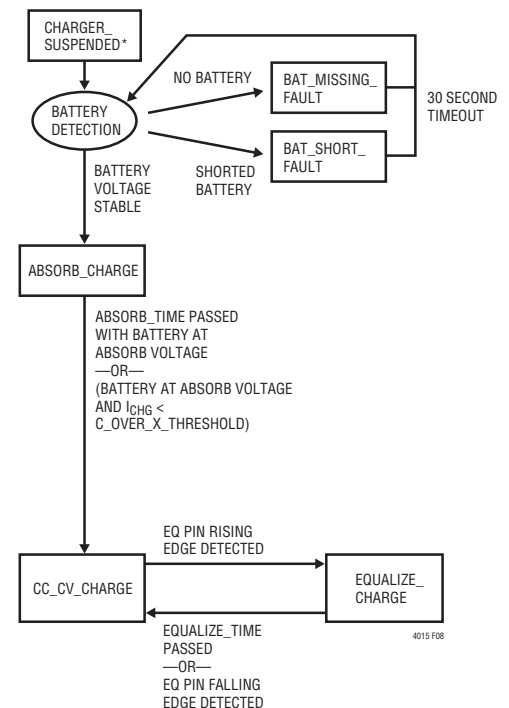 CHARGER_
SUSPENDED*
NO BATTERY
BAT_MISSING_
FAULT
BATTERY
DETECTION
30 SECOND
TIMEOUT
BAT_SHORT_
FAULT
BATTERY
VOLTAGE
STABLE
SHORTED
BATTERY
ABSORB_CHARGE
ABSORB_TIME PASSED
WITH BATTERY AT
ABSORB VOLTAGE
—OR—
(BATTERY AT ABSORB VOLTAGE
AND ICHG <
C_OVER_X_THRESHOLD)
EQ PIN RISING
EDGE DETECTED
CC_CV_CHARGE
EQUALIZE_
CHARGE
4015 F08
EQUALIZE_TIME
PASSED
—OR—
EQ PIN FALLING
EDGE DETECTED